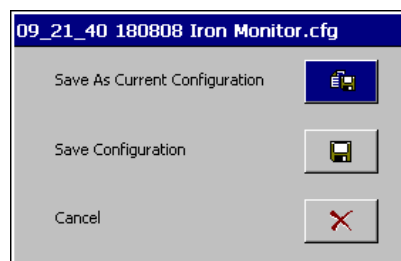 09_21_40 180808 Iron Monitor.cfg
Save As Current Configuration
Save Configuration
Cancel